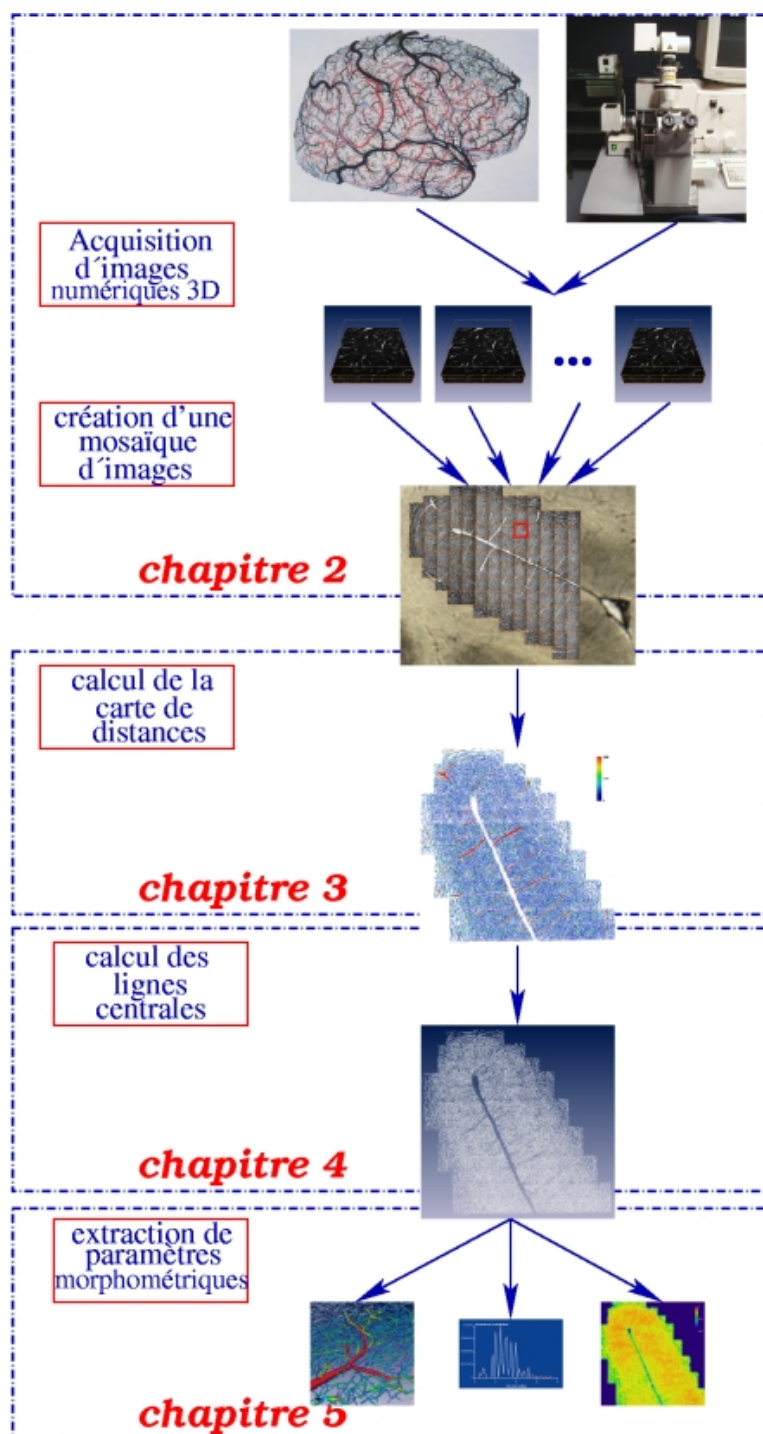 Acquisition
d´images
numériques 3D
création d’une
mosaïque
d´images
chapitre 2
calcul de la
carte de
distances
chapitre 3
calcul des
lignes
centrales
chapitre 4
extraction de
paramètres
morphométriques
chapitre 5